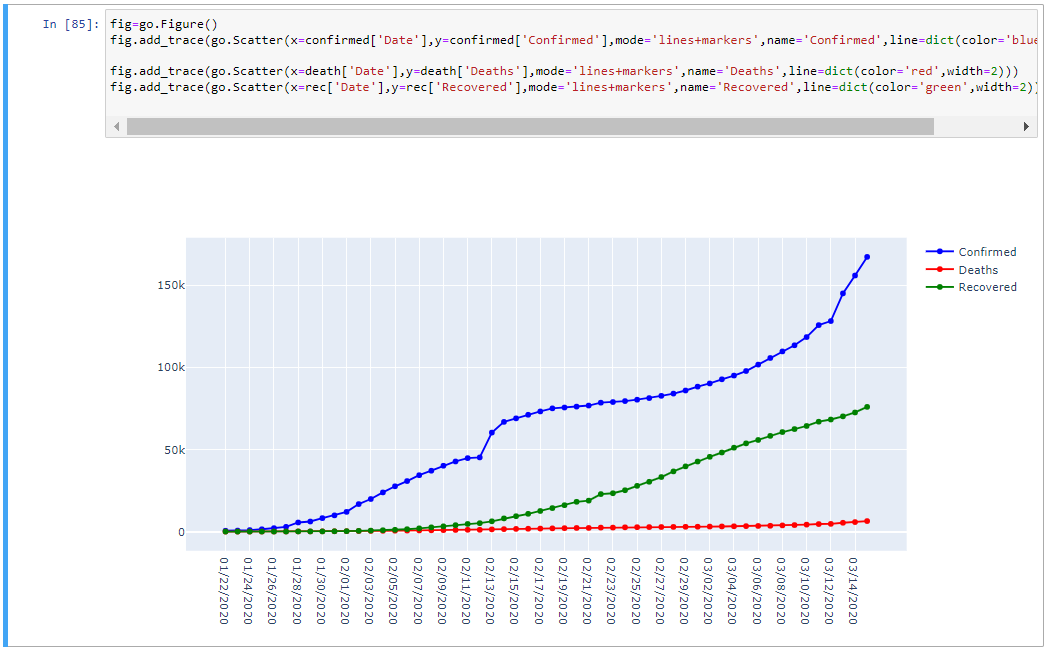 In [85]:
fig=go.Figure()
fig.add_trace(go.Scatter(x=confirmed['Date'],y=confirmed['Confirmed'],mode='lines+markers',name='Confirmed',line=dict(color='blue
fig.add_trace(go.Scatter(x=death['Date'],y=death['Deaths'],mode='lines+markers',name='Deaths',line=dict(color='red',width=2)))
fig.add_trace(go.Scatter(x=rec['Date'],y=rec['Recovered'],mode='lines+markers',name='Recovered',line=dict(color='green',width=2))
Confirmed
Deaths
Recovered
150k
100k
50k
0
01/22/2020
01/24/2020
01/26/2020
01/28/2020
01/30/2020
02/01/2020
02/03/2020
02/05/2020
02/07/2020
02/09/2020
02/11/2020
02/13/2020
02/15/2020
02/17/2020
02/19/2020
02/21/2020
02/23/2020
02/25/2020
02/27/2020
02/29/2020
03/02/2020
03/04/2020
03/06/2020
03/08/2020
03/10/2020
03/12/2020
03/14/2020